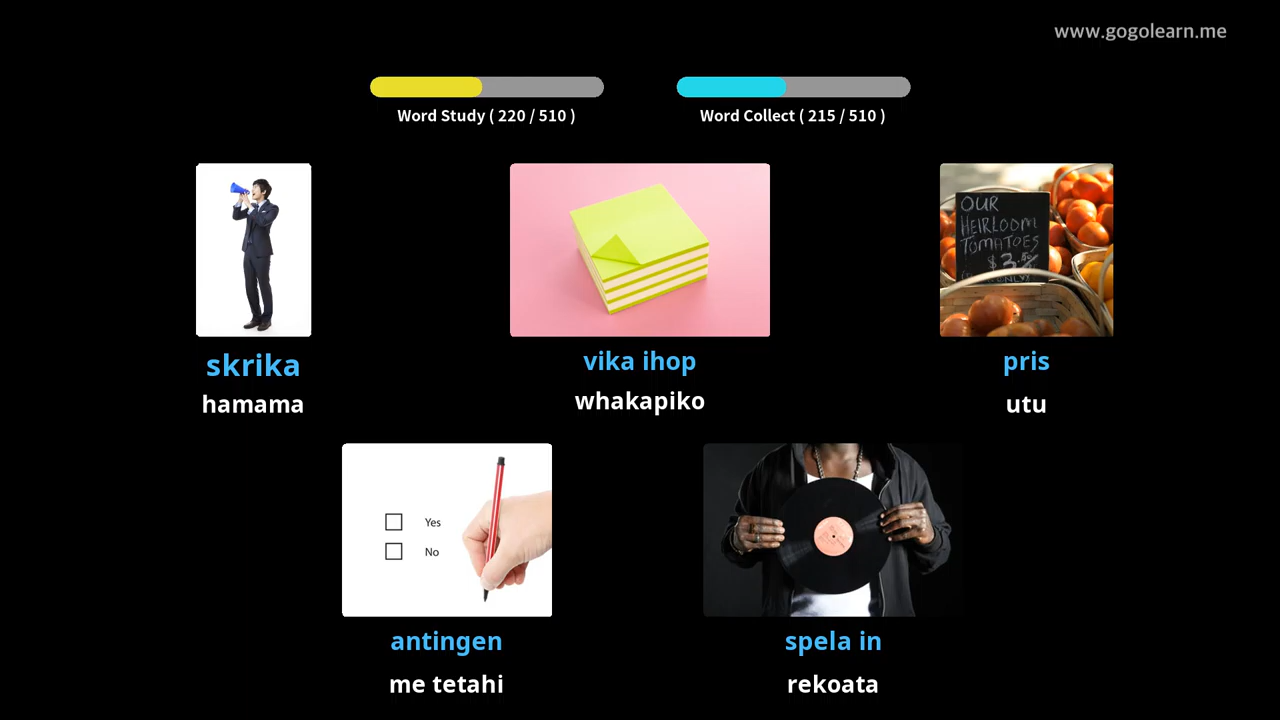 www.gogolearn.me
Word Study ( 220 / 510 )
Word Collect ( 215 / 510 )
OUR
HEIRLOOM
TOMATOES
skrika
hamama
vika ihop
whakapiko
pris
utu
Yes
No
antingen
me tetahi
spela in
rekoata